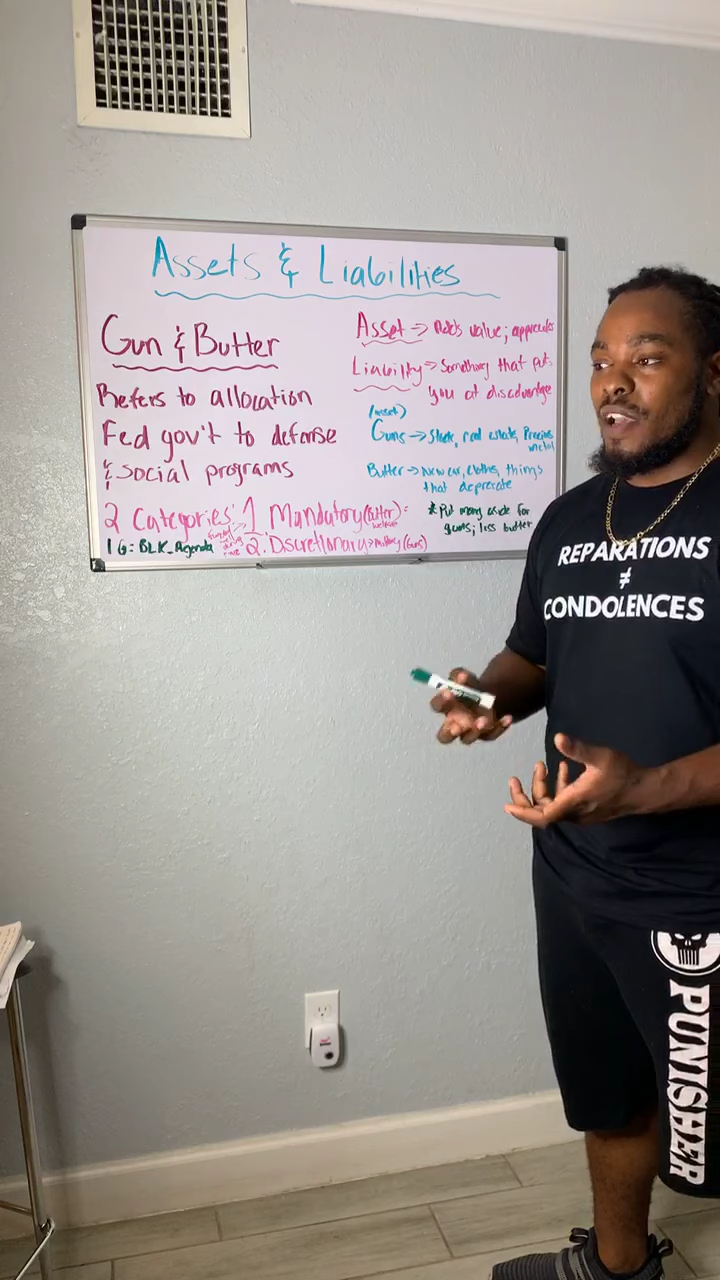 Assets & Liabilities
Gun & Butter
Refers to allocation
Fed gov't to defense
& social programs
2 Categories: 1 Mandatory (Butter):
welfare
2: Discretionary → Military (Guns)
IG: BLK_Agenda
Asset → Holds value; appreciates
Liability → Something that puts
you at disadvantage
(asset)
Guns → Stock, real estate, Precious
metal
Butter → New car, clothes, things
that depreciate
* Put money aside for
guns; less butter
REPARATIONS
≠
CONDOLENCES
PUNISHER